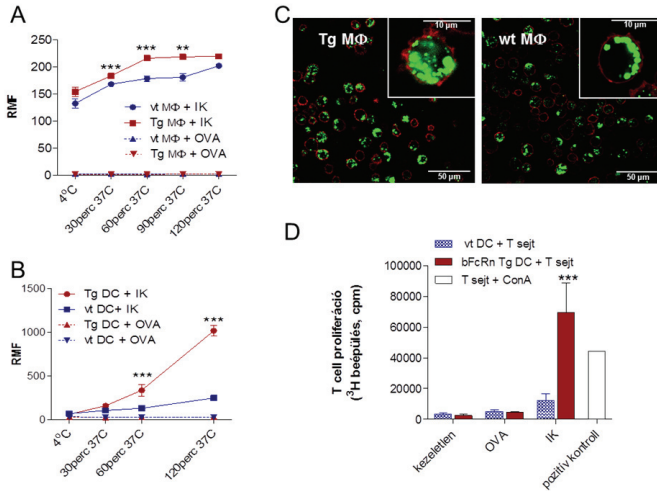 A
RMF
250
200
150
100
50
0
***
***
**
vt MΦ + IK
Tg MΦ + IK
vt MΦ + OVA
Tg MΦ + OVA
4°C
30perc 37C
60perc 37C
90perc 37C
120perc 37C
B
RMF
1500
1000
500
0
Tg DC + IK
vt DC+ IK
Tg DC + OVA
vt DC + OVA
***
***
4°C
30perc 37C
60perc 37C
120perc 37C
C
Tg MΦ
10 µm
50 µm
wt MΦ
10 µm
50 µm
D
vt DC + T sejt
bFcRn Tg DC + T sejt
T sejt + ConA
T cell proliferáció
(³H beépülés, cpm)
100000
80000
60000
40000
20000
0
***
kezeletlen
OVA
IK
pozitív kontroll